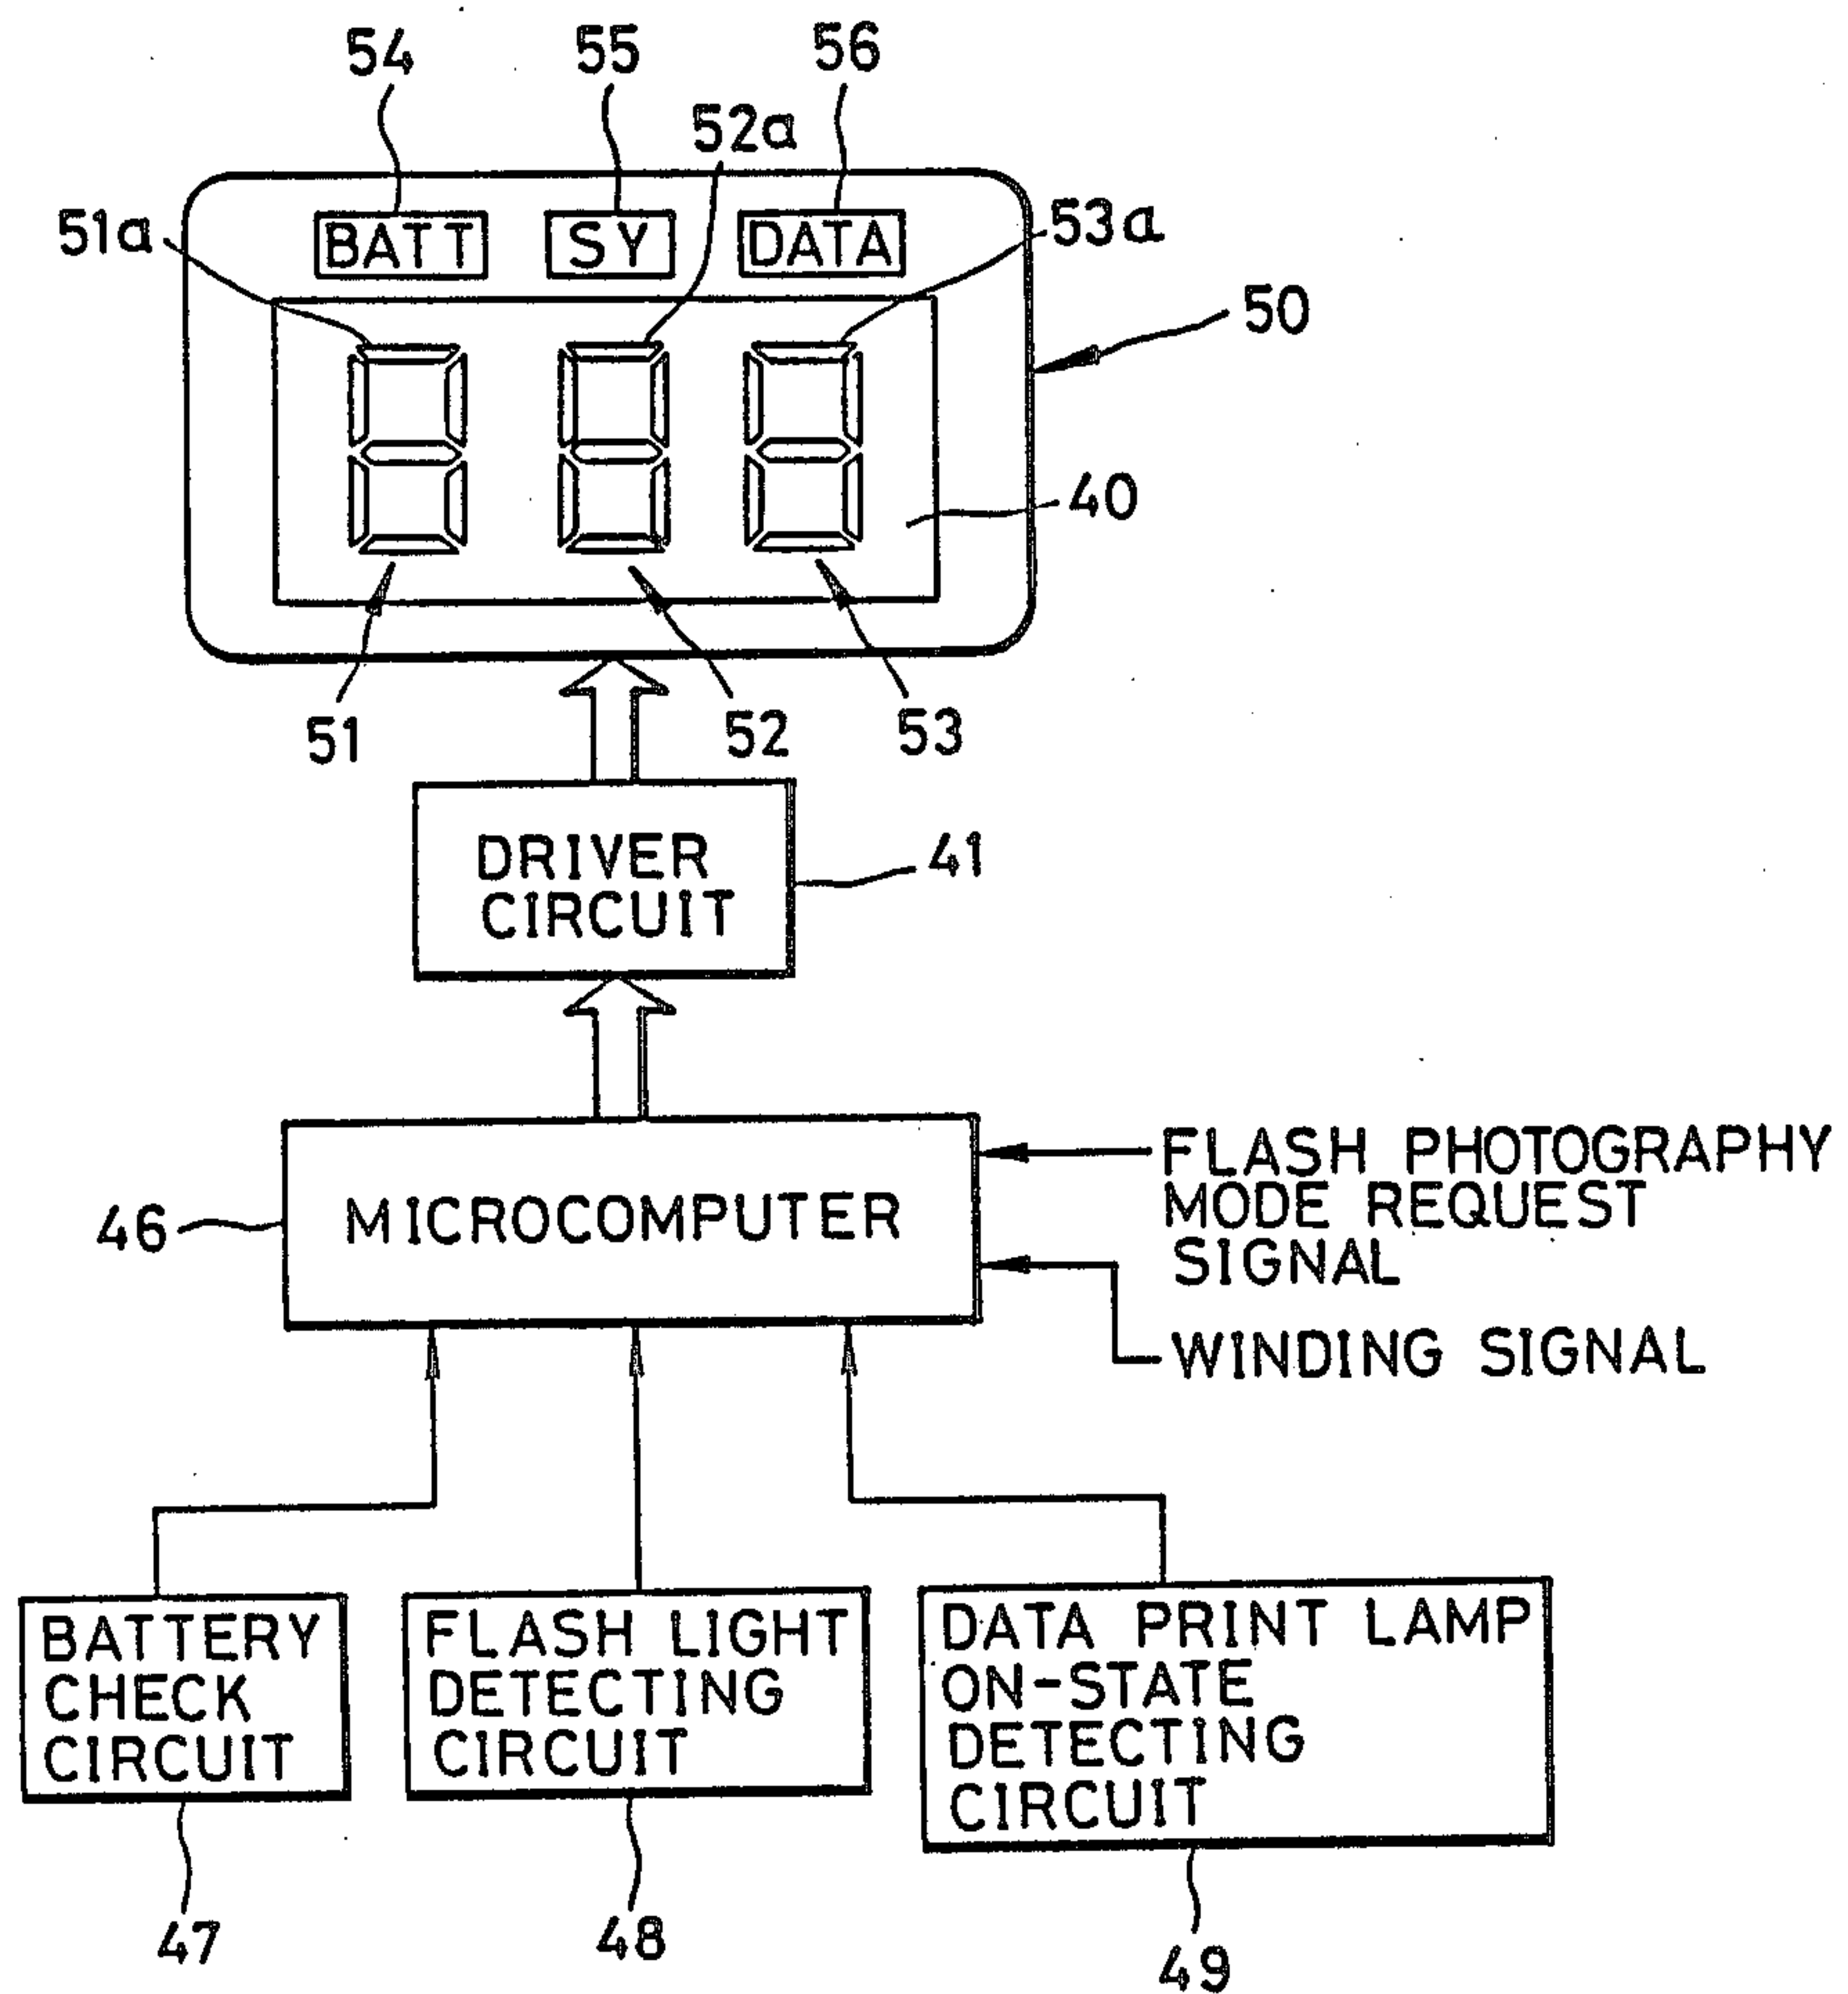 54
55
56
52a
51a
BATT
SY
DATA
53a
50
40
51
52
53
DRIVER
CIRCUIT
41
46
MICROCOMPUTER
FLASH PHOTOGRAPHY
MODE REQUEST
SIGNAL
WINDING SIGNAL
BATTERY
CHECK
CIRCUIT
FLASH LIGHT
DETECTING
CIRCUIT
DATA PRINT LAMP
ON-STATE
DETECTING
CIRCUIT
47
48
49